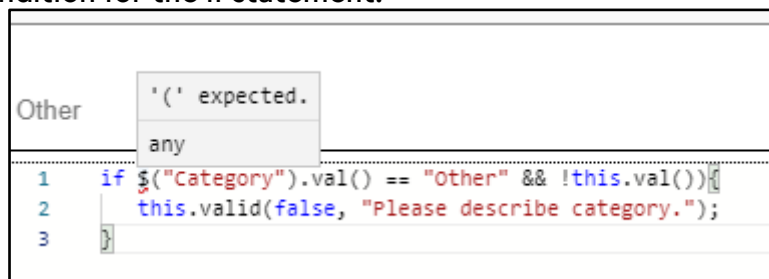 ndition for the if statement.
'(' expected.
Other
any
1 if $("Category").val() == "Other" && !this.val()){
2 this.valid(false, "Please describe category.");
3 }